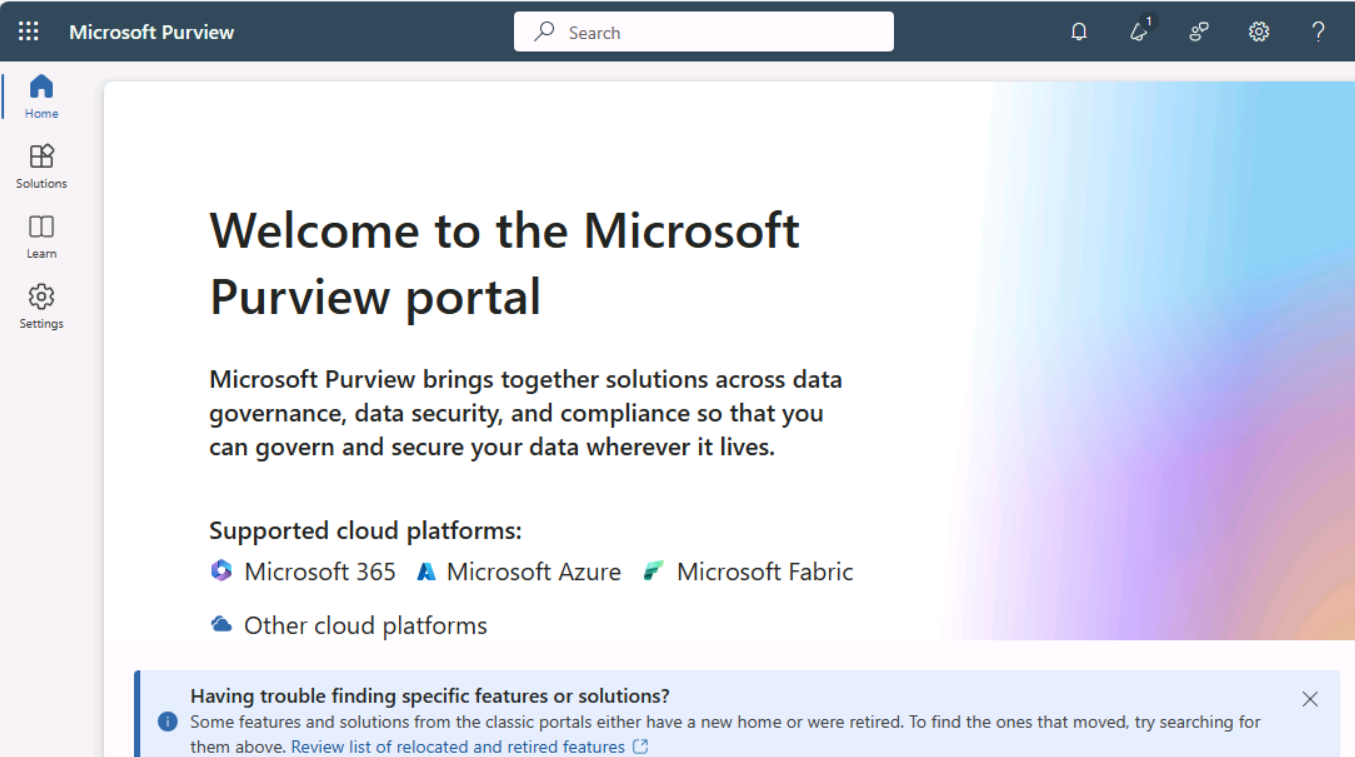 Microsoft Purview
Search
1
Home
Solutions
Learn
Settings
Welcome to the Microsoft
Purview portal
Microsoft Purview brings together solutions across data
governance, data security, and compliance so that you
can govern and secure your data wherever it lives.
Supported cloud platforms:
Microsoft 365 Microsoft Azure Microsoft Fabric
Other cloud platforms
Having trouble finding specific features or solutions?
Some features and solutions from the classic portals either have a new home or were retired. To find the ones that moved, try searching for
them above. Review list of relocated and retired features